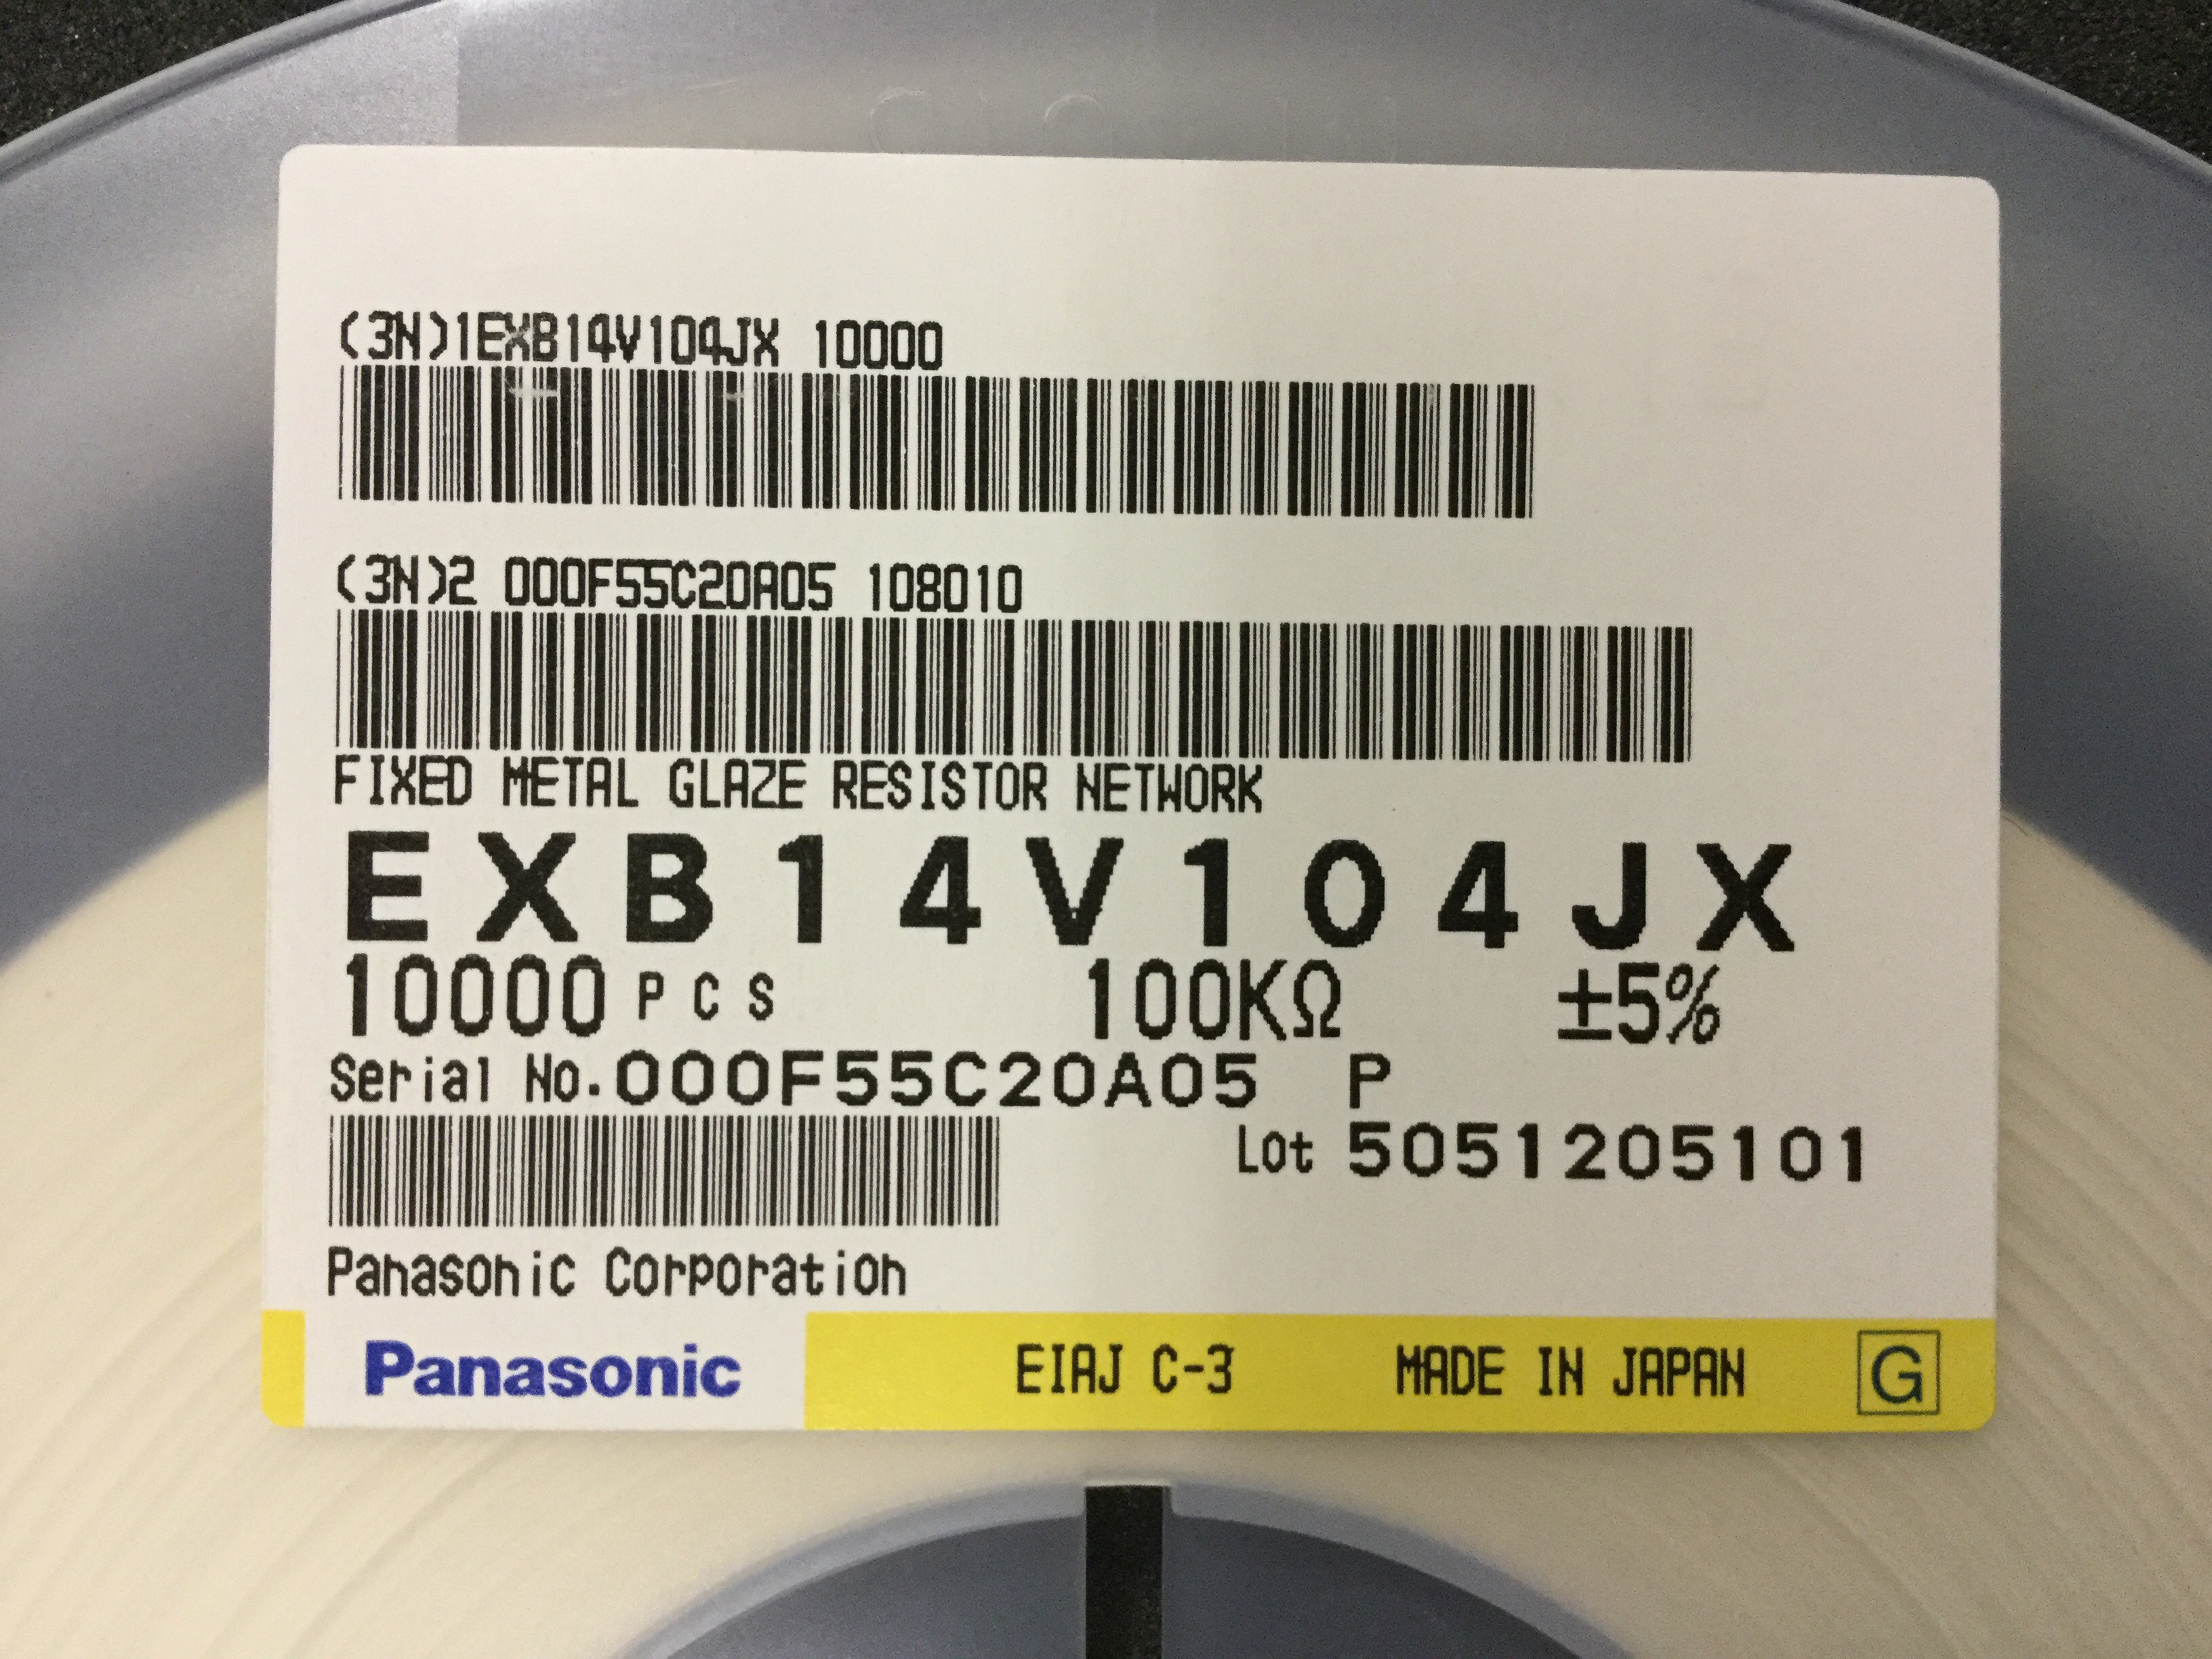 (3N)1EXB14V104JX 10000
(3N)2 000F55C20A05 108010
FIXED METAL GLAZE RESISTOR NETWORK
EXB14V104JX
10000 PCS 100KΩ ±5%
Serial No.000F55C20A05 P
Lot 5051205101
Panasonic Corporation
Panasonic EIAJ C-3 MADE IN JAPAN G